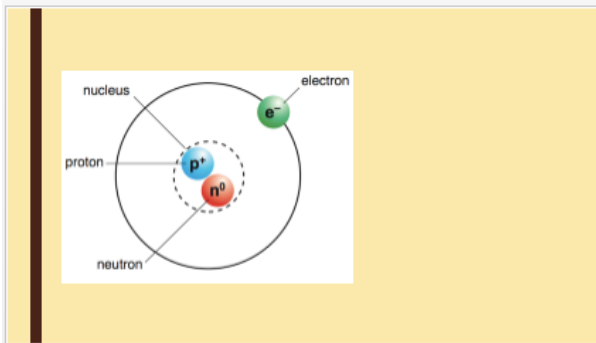 electron
nucleus
e⁻
proton
p⁺
n⁰
neutron